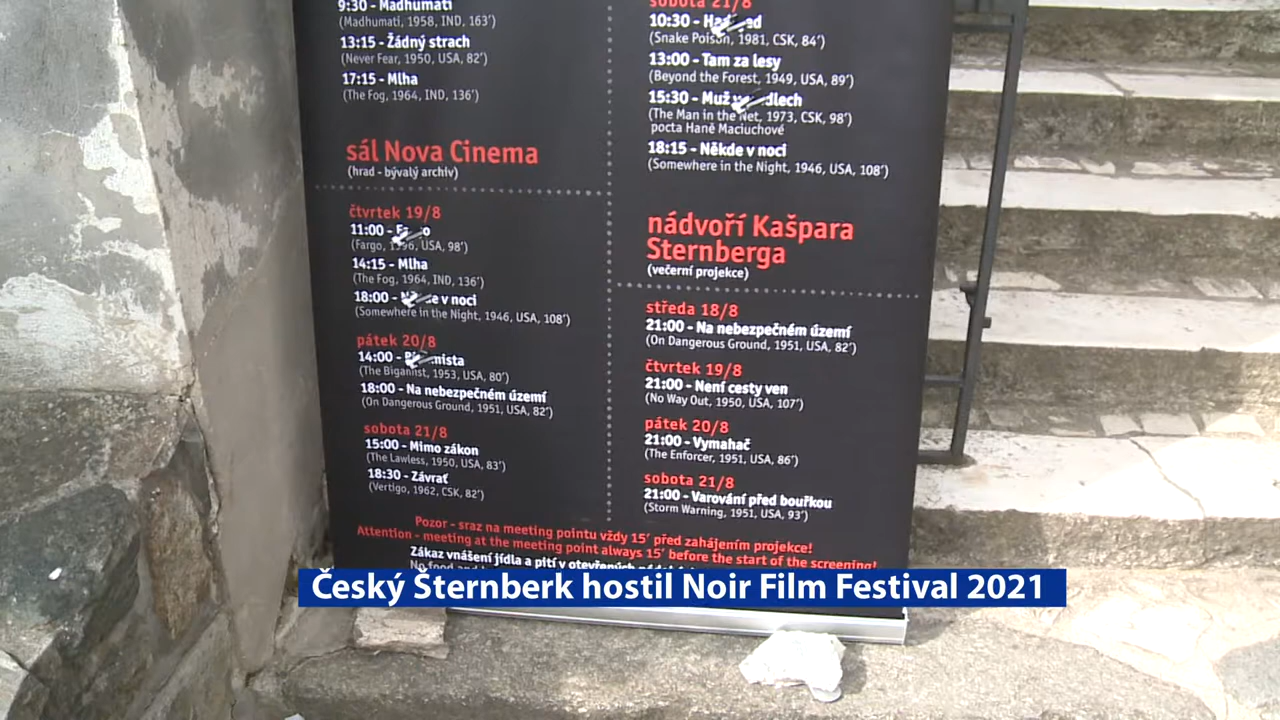 9:30 - Madhumati
(Madhumati, 1958, IND, 163')
13:15 - Žádný strach
(Never Fear, 1950, USA, 82')
17:15 - Mlha
(The Fog, 1964, IND, 136')
sál Nova Cinema
(hrad - bývalý archiv)
čtvrtek 19/8
11:00 -
(Fargo, 1996, USA, 98')
14:15 - Mlha
(The Fog, 1964, IND, 136')
18:00 - v noci
(Somewhere in the Night, 1946, USA, 108')
pátek 20/8
14:00 -
(The Bigamist, 1953, USA, 80')
18:00 - Na nebezpečném území
(On Dangerous Ground, 1951, USA, 82')
sobota 21/8
15:00 - Mimo zákon
(The Lawless, 1950, USA, 83')
18:30 - Závrať
(Vertigo, 1962, CSK, 82')
sobota 21/8
10:30 -
(Snake Poison, 1981, CSK, 84')
13:00 - Tam za lesy
(Beyond the Forest, 1949, USA, 89')
15:30 - Muž
(The Man in the Net, 1973, CSK, 98')
pocta Haně Maciuchové
18:15 - Někde v noci
(Somewhere in the Night, 1946, USA, 108')
nádvoří Kašpara
Sternberga
(večerní projekce)
středa 18/8
21:00 - Na nebezpečném území
(On Dangerous Ground, 1951, USA, 82')
čtvrtek 19/8
21:00 - Není cesty ven
(No Way Out, 1950, USA, 107')
pátek 20/8
21:00 - Vymahač
(The Enforcer, 1951, USA, 86')
sobota 21/8
21:00 - Varování před bouřkou
(Storm Warning, 1951, USA, 93')
Pozor - sraz na meeting pointu vždy 15' před zahájením projekce!
Attention - meeting at the meeting point always 15' before the start of the screening!
Zákaz vnášení jídla a pití v otevřených
No food and
Český Šternberk hostil Noir Film Festival 2021